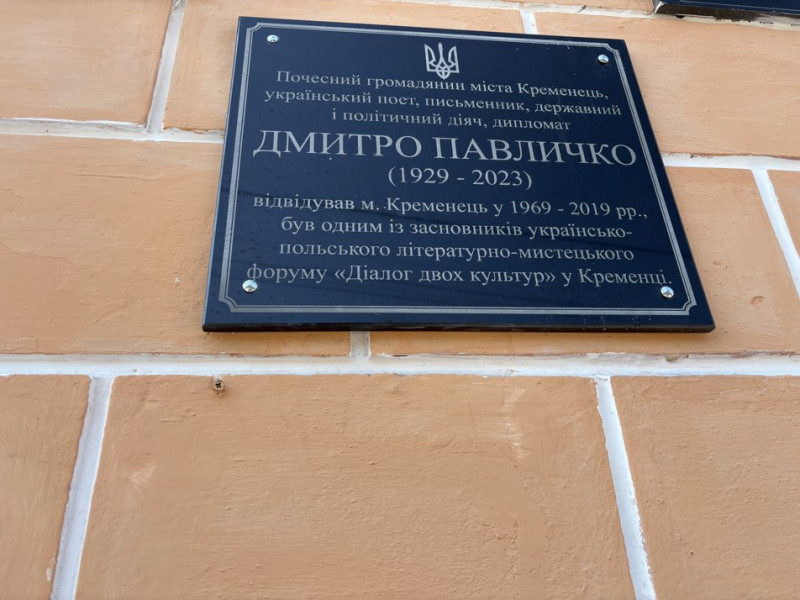 Почесний громадянин міста Кременець,
український поет, письменник, державний
і політичний діяч, дипломат
ДМИТРО ПАВЛИЧКО
(1929 - 2023)
відвідував м. Кременець у 1969 - 2019 рр.,
був одним із засновників українсько-
польського літературно-мистецького
форуму «Діалог двох культур» у Кременці.